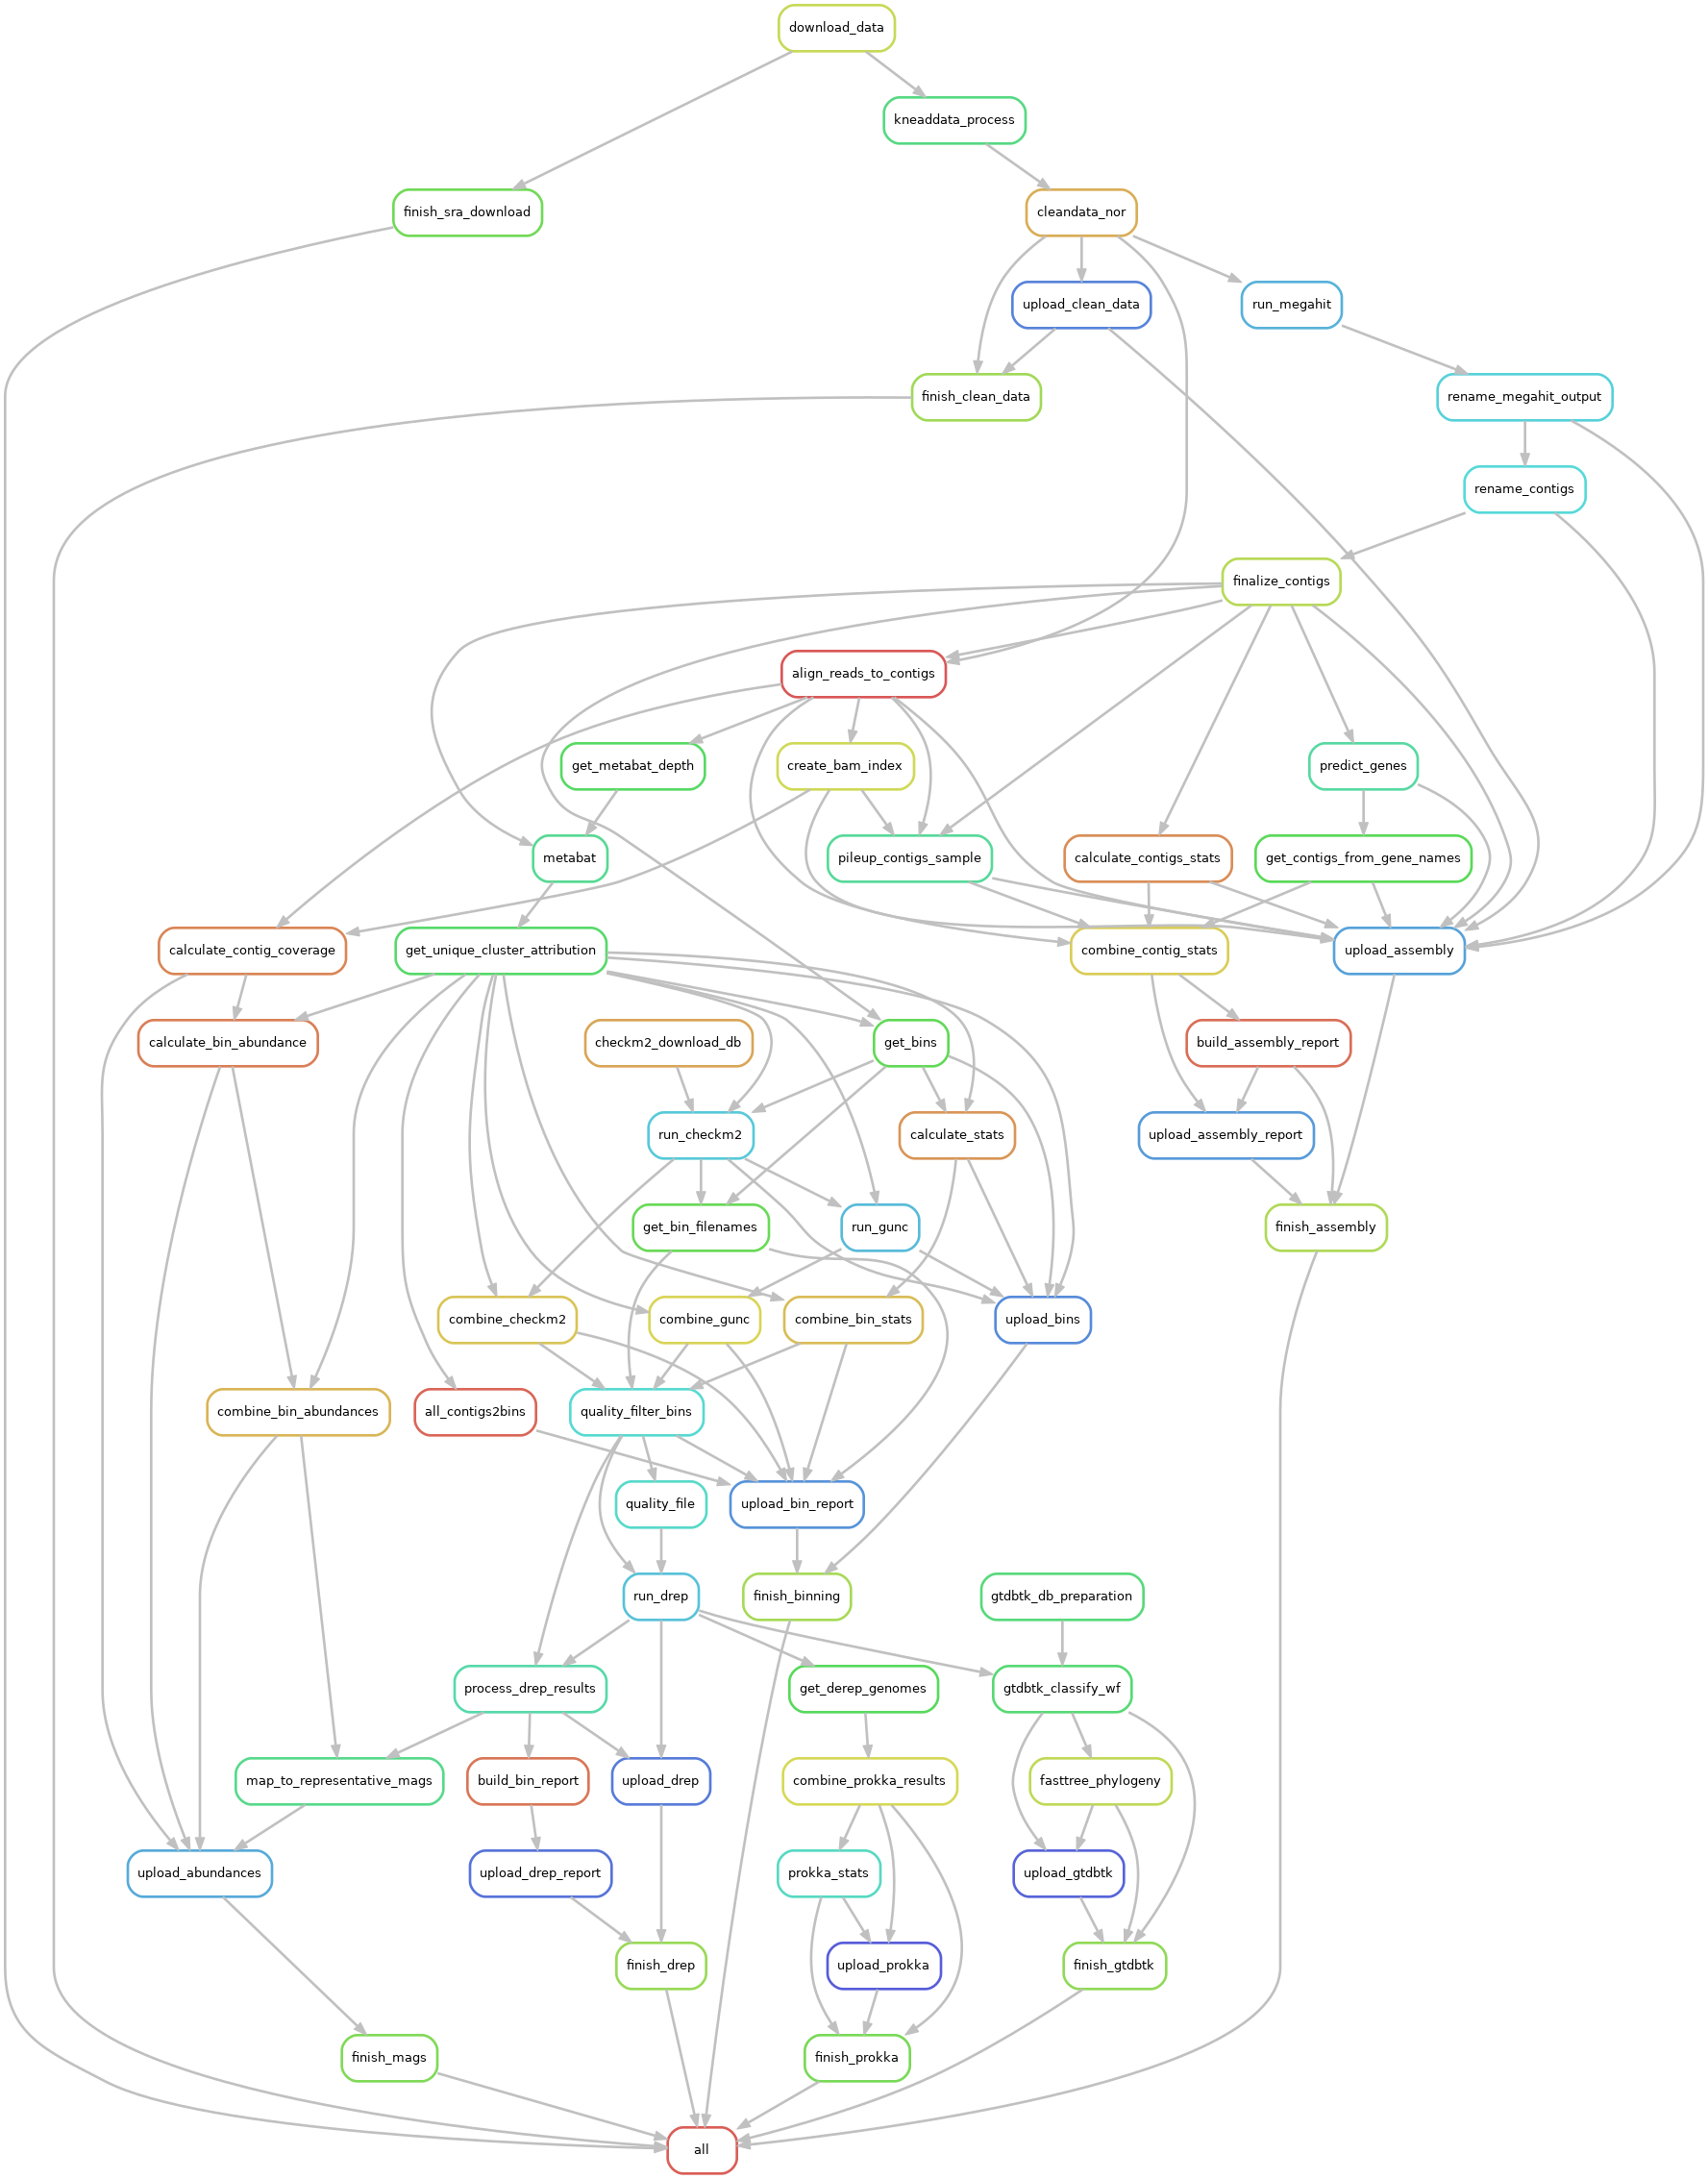 download_data
kneaddata_process
finish_sra_download
cleandata_nor
upload_clean_data
run_megahit
finish_clean_data
rename_megahit_output
rename_contigs
finalize_contigs
align_reads_to_contigs
get_metabat_depth
create_bam_index
predict_genes
metabat
pileup_contigs_sample
calculate_contigs_stats
get_contigs_from_gene_names
calculate_contig_coverage
get_unique_cluster_attribution
combine_contig_stats
upload_assembly
calculate_bin_abundance
checkm2_download_db
get_bins
build_assembly_report
run_checkm2
calculate_stats
upload_assembly_report
get_bin_filenames
run_gunc
finish_assembly
combine_checkm2
combine_gunc
combine_bin_stats
upload_bins
combine_bin_abundances
all_contigs2bins
quality_filter_bins
quality_file
upload_bin_report
run_drep
finish_binning
gtdbtk_db_preparation
process_drep_results
get_derep_genomes
gtdbtk_classify_wf
map_to_representative_mags
build_bin_report
upload_drep
combine_prokka_results
fasttree_phylogeny
upload_abundances
upload_drep_report
prokka_stats
upload_gtdbtk
finish_drep
upload_prokka
finish_gtdbtk
finish_mags
finish_prokka
all